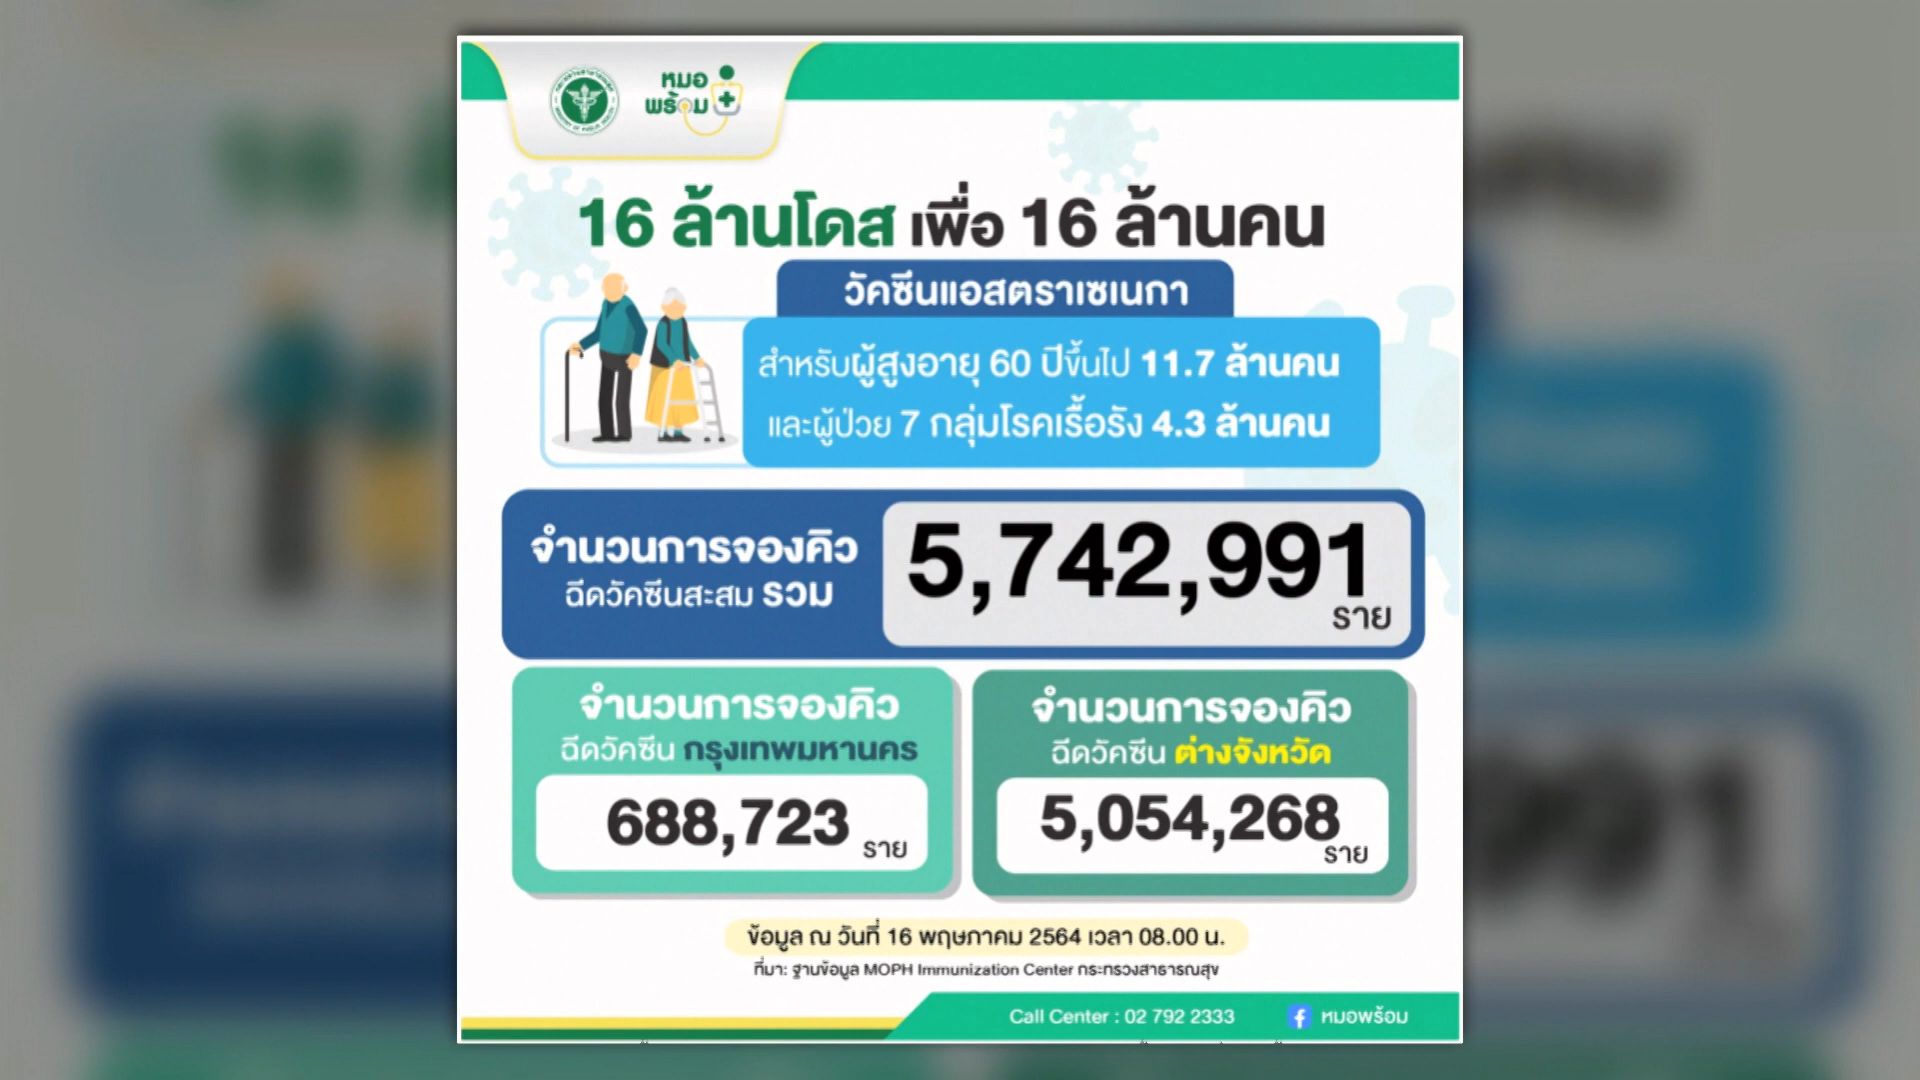 หมอ
พร้อม
16 ล้านโดส เพื่อ 16 ล้านคน
วัคซีนแอสตราเซเนกา
สำหรับผู้สูงอายุ 60 ปีขึ้นไป 11.7 ล้านคน
และผู้ป่วย 7 กลุ่มโรคเรื้อรัง 4.3 ล้านคน
จำนวนการจองคิว
ฉีดวัคซีนสะสม รวม
5,742,991
ราย
จำนวนการจองคิว
ฉีดวัคซีน กรุงเทพมหานคร
688,723 ราย
จำนวนการจองคิว
ฉีดวัคซีน ต่างจังหวัด
5,054,268
ราย
ข้อมูล ณ วันที่ 16 พฤษภาคม 2564 เวลา 08.00 น.
ที่มา: ฐานข้อมูล MOPH Immunization Center กระทรวงสาธารณสุข
Call Center : 02 792 2333
หมอพร้อม